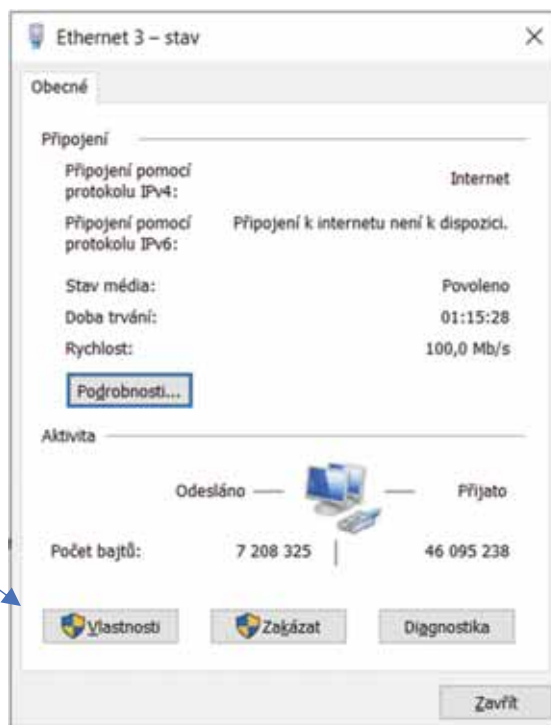 Ethernet 3 – stav
Obecné
Připojení
Připojení pomocí
protokolu IPv4:
Internet
Připojení pomocí
protokolu IPv6:
Připojení k internetu není k dispozici.
Stav média:
Povoleno
Doba trvání:
01:15:28
Rychlost:
100,0 Mb/s
Podrobnosti...
Aktivita
Odesláno
Přijato
Počet bajtů:
7 208 325
46 095 238
Vlastnosti
Zakázat
Diagnostika
Zavřít